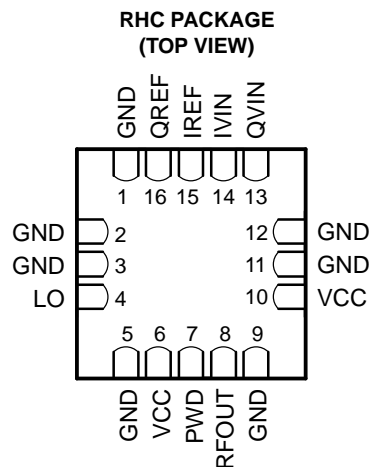 RHC PACKAGE
(TOP VIEW)
GND QREF IREF IVIN QVIN
1 16 15 14 13
GND 2 12 GND
GND 3 11 GND
LO 4 10 VCC
5 6 7 8 9
GND VCC PWD RFOUT GND